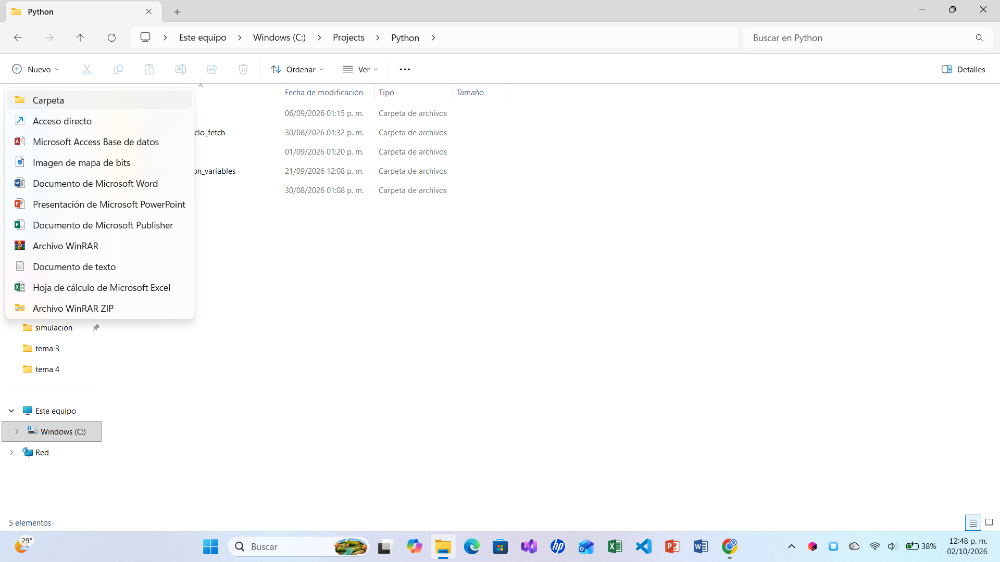 Python
Este equipo > Windows (C:) > Projects > Python >
Buscar en Python
Nuevo
Ordenar
Ver
Detalles
Fecha de modificación Tipo Tamaño
Carpeta
06/09/2026 01:15 p. m. Carpeta de archivos
Acceso directo
clo_fetch 30/08/2026 01:32 p. m. Carpeta de archivos
Microsoft Access Base de datos
01/09/2026 01:20 p. m. Carpeta de archivos
Imagen de mapa de bits
on_variables 21/09/2026 12:08 p. m. Carpeta de archivos
Documento de Microsoft Word
30/08/2026 01:08 p. m. Carpeta de archivos
Presentación de Microsoft PowerPoint
Documento de Microsoft Publisher
Archivo WinRAR
Documento de texto
Hoja de cálculo de Microsoft Excel
Archivo WinRAR ZIP
simulacion
tema 3
tema 4
Este equipo
Windows (C:)
Red
5 elementos
29°
Buscar
38%
12:48 p. m.
02/10/2026